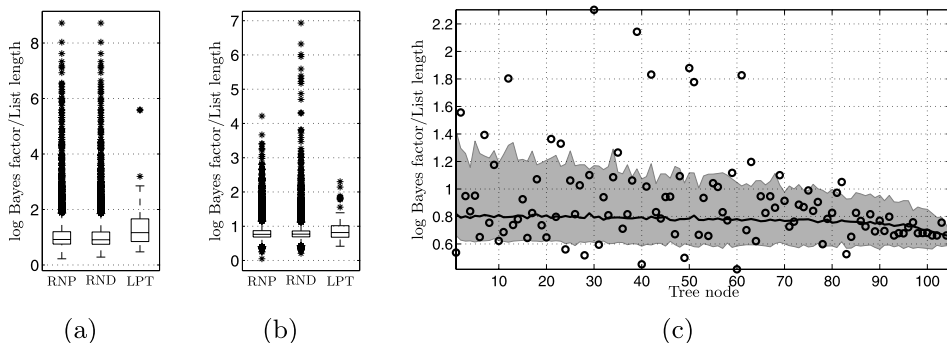 log Bayes factor/List length
8
6
4
2
0
RNP RND LPT
(a)
log Bayes factor/List length
7
6
5
4
3
2
1
0
RNP RND LPT
(b)
log Bayes factor/List length
2.2
2
1.8
1.6
1.4
1.2
1
0.8
0.6
10 20 30 40 50 60 70 80 90 100
Tree node
(c)